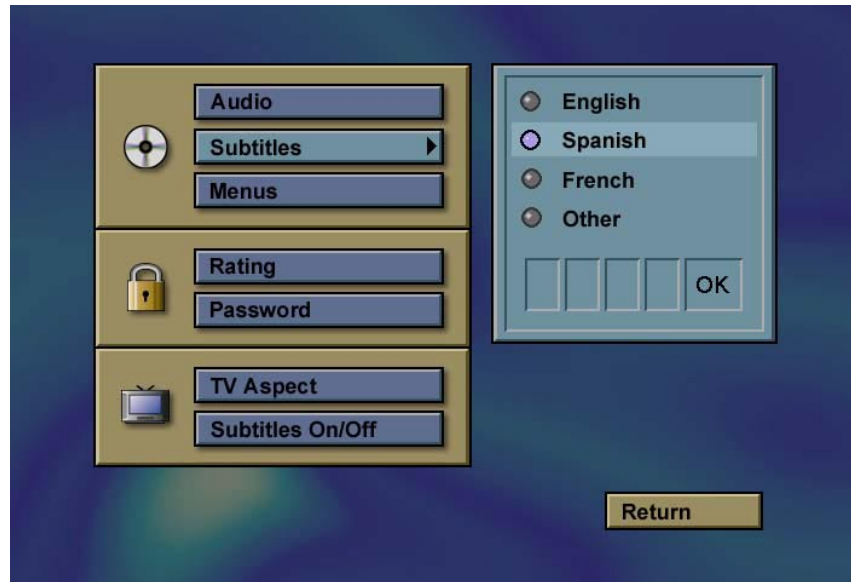 Audio
Subtitles
Menus
Rating
Password
TV Aspect
Subtitles On/Off
English
Spanish
French
Other
OK
Return